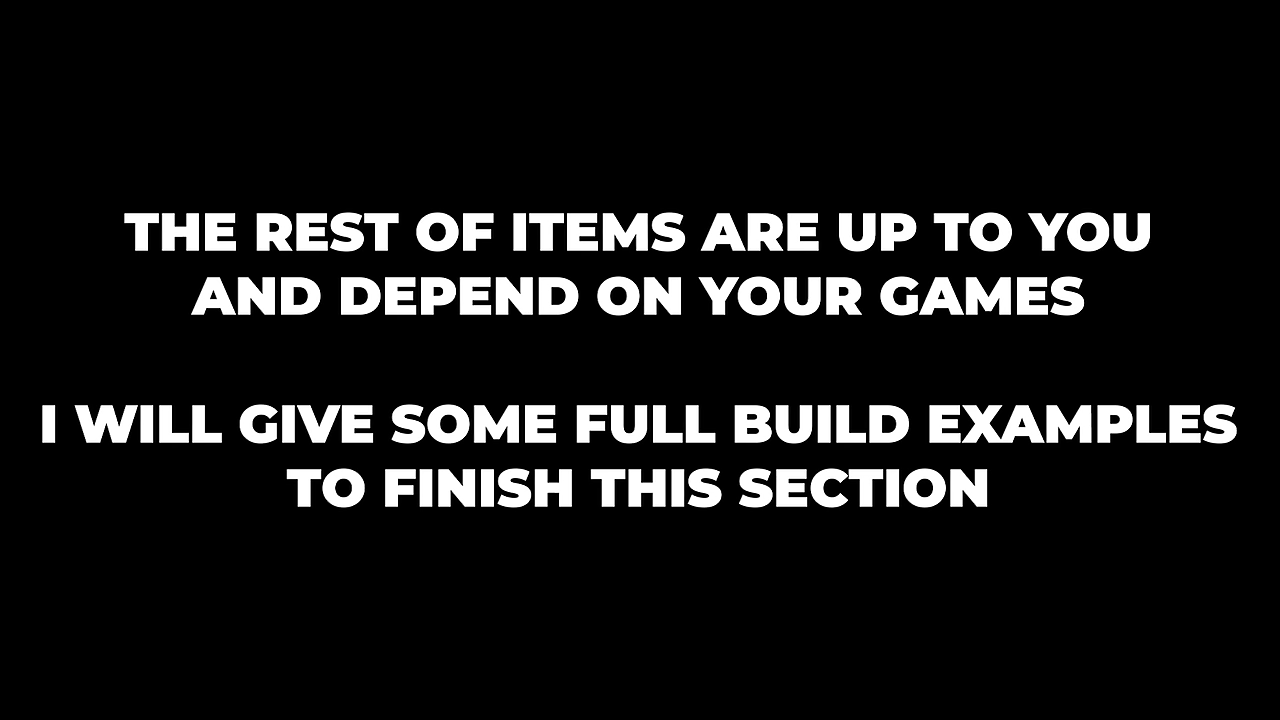 THE REST OF ITEMS ARE UP TO YOU
AND DEPEND ON YOUR GAMES
I WILL GIVE SOME FULL BUILD EXAMPLES
TO FINISH THIS SECTION